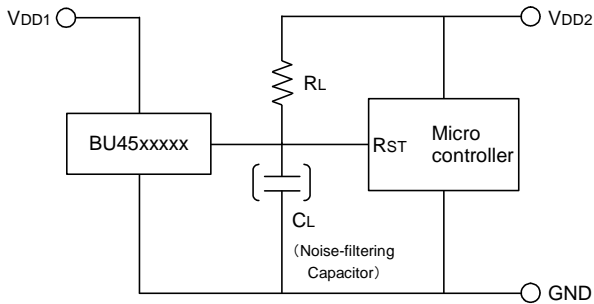 VDD1
VDD2
RL
BU45xxxxx
RST
Micro
controller
CL
（Noise-filtering
Capacitor）
GND